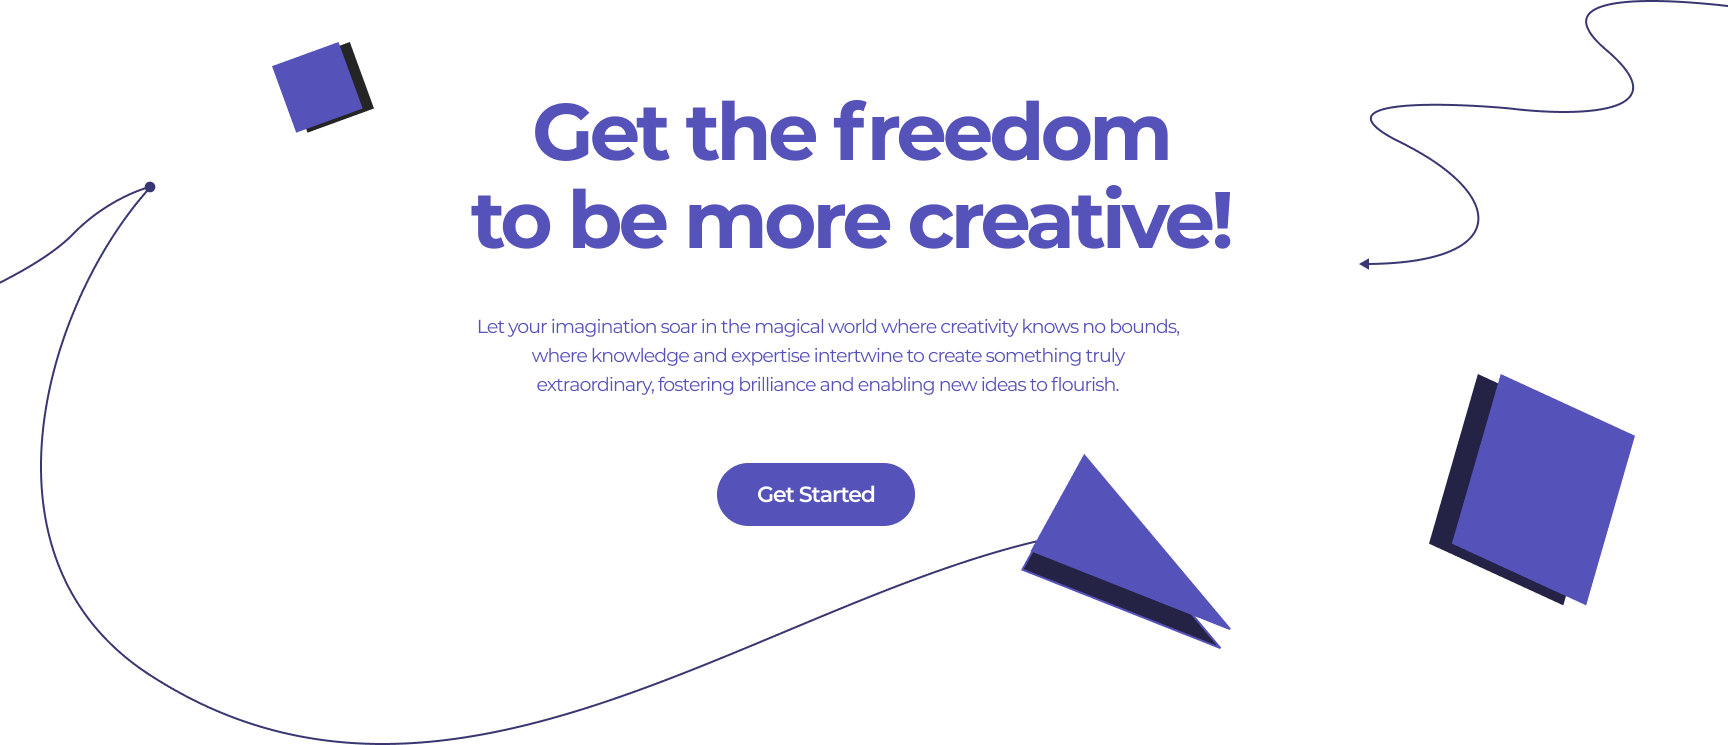 Get the freedom
to be more creative!
Let your imagination soar in the magical world where creativity knows no bounds,
where knowledge and expertise intertwine to create something truly
extraordinary, fostering brilliance and enabling new ideas to flourish.
Get Started